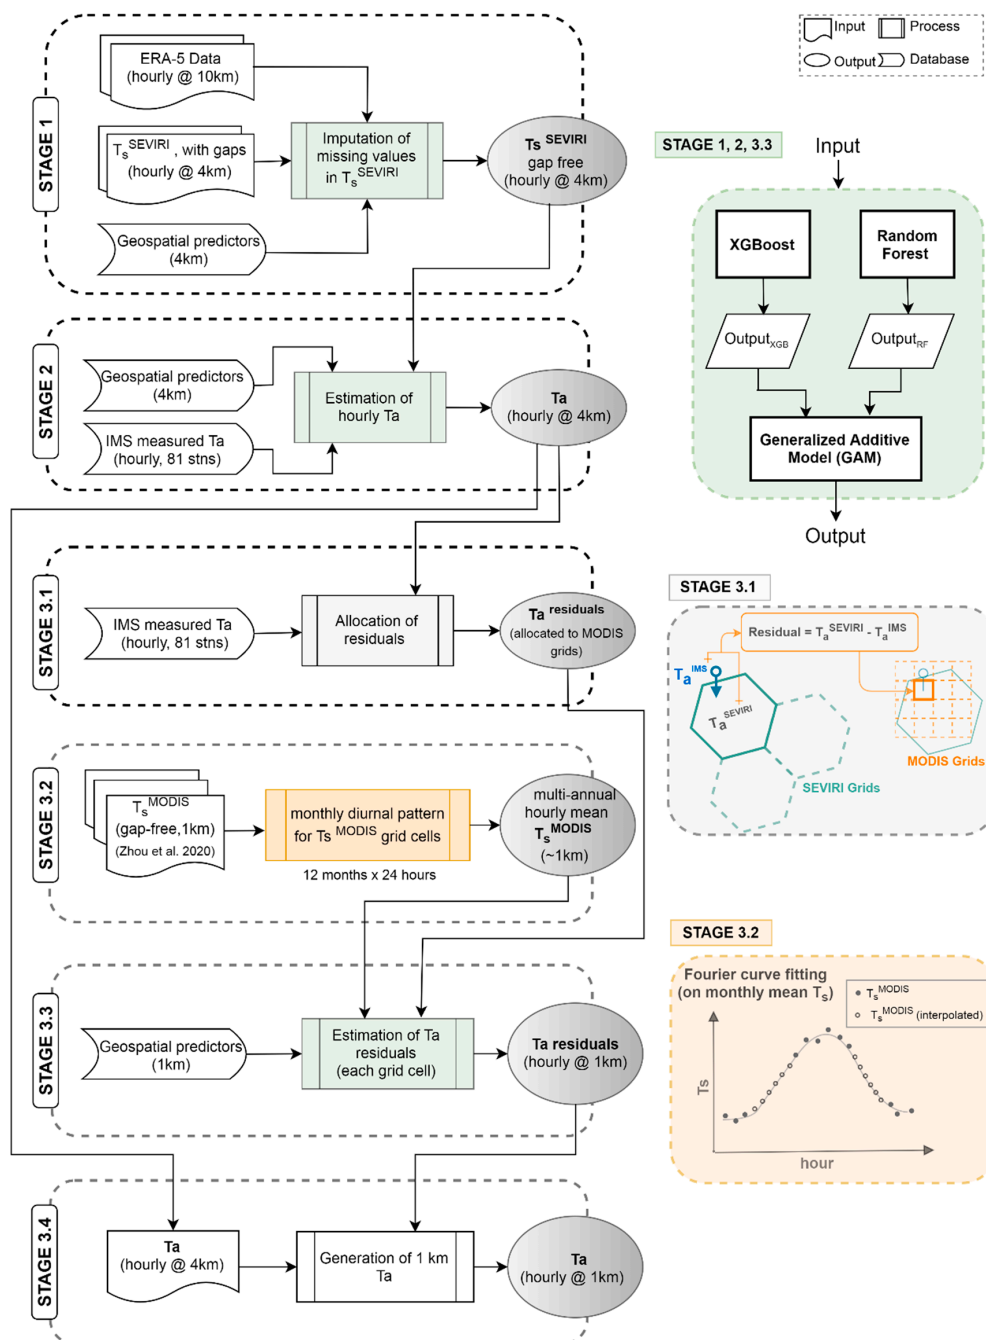 Input
Process
Output
Database
STAGE 1
ERA-5 Data
(hourly @ 10km)
Ts^SEVIRI , with gaps
(hourly @ 4km)
Geospatial predictors
(4km)
Imputation of
missing values
in Ts^SEVIRI
Ts SEVIRI
gap free
(hourly @ 4km)
STAGE 2
Geospatial predictors
(4km)
IMS measured Ta
(hourly, 81 stns)
Estimation of
hourly Ta
Ta
(hourly @ 4km)
STAGE 3.1
IMS measured Ta
(hourly, 81 stns)
Allocation of
residuals
Ta residuals
(allocated to MODIS
grids)
STAGE 3.2
Ts^MODIS
(gap-free,1km)
(Zhou et al. 2020)
monthly diurnal pattern
for Ts MODIS grid cells
12 months x 24 hours
multi-annual
hourly mean
Ts^MODIS
(~1km)
STAGE 3.3
Geospatial predictors
(1km)
Estimation of Ta
residuals
(each grid cell)
Ta residuals
(hourly @ 1km)
STAGE 3.4
Ta
(hourly @ 4km)
Generation of 1 km
Ta
Ta
(hourly @ 1km)
STAGE 1, 2, 3.3
Input
XGBoost
Random
Forest
Output XGB
Output RF
Generalized Additive
Model (GAM)
Output
STAGE 3.1
Residual = Ta^SEVIRI - Ta^IMS
Ta^IMS
Ta^SEVIRI
MODIS Grids
SEVIRI Grids
STAGE 3.2
Fourier curve fitting
(on monthly mean Ts)
Ts^MODIS
Ts^MODIS (interpolated)
Ts
hour